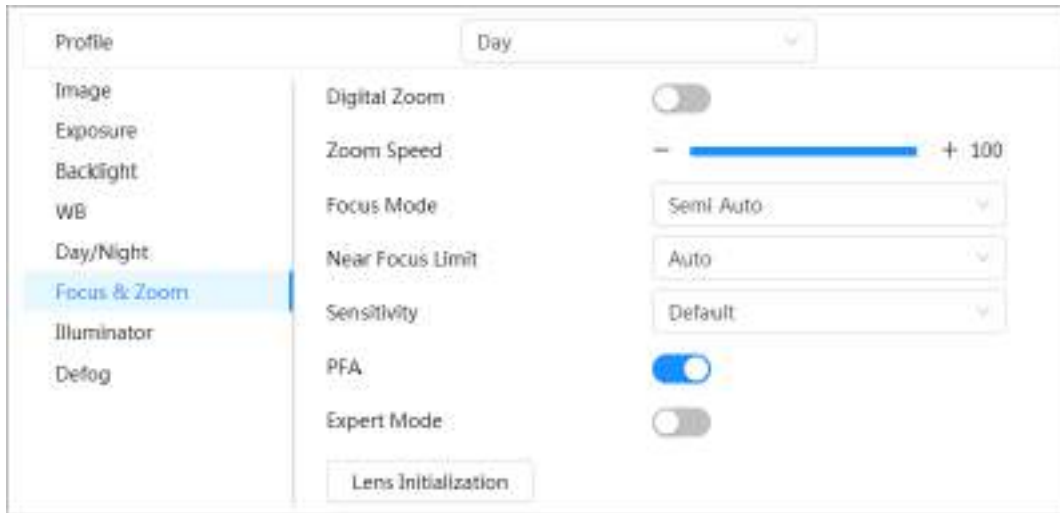 Profile
Day
Image
Exposure
Backlight
WB
Day/Night
Focus & Zoom
Illuminator
Defog
Digital Zoom
Zoom Speed
− + 100
Focus Mode
Semi Auto
Near Focus Limit
Auto
Sensitivity
Default
PFA
Expert Mode
Lens Initialization